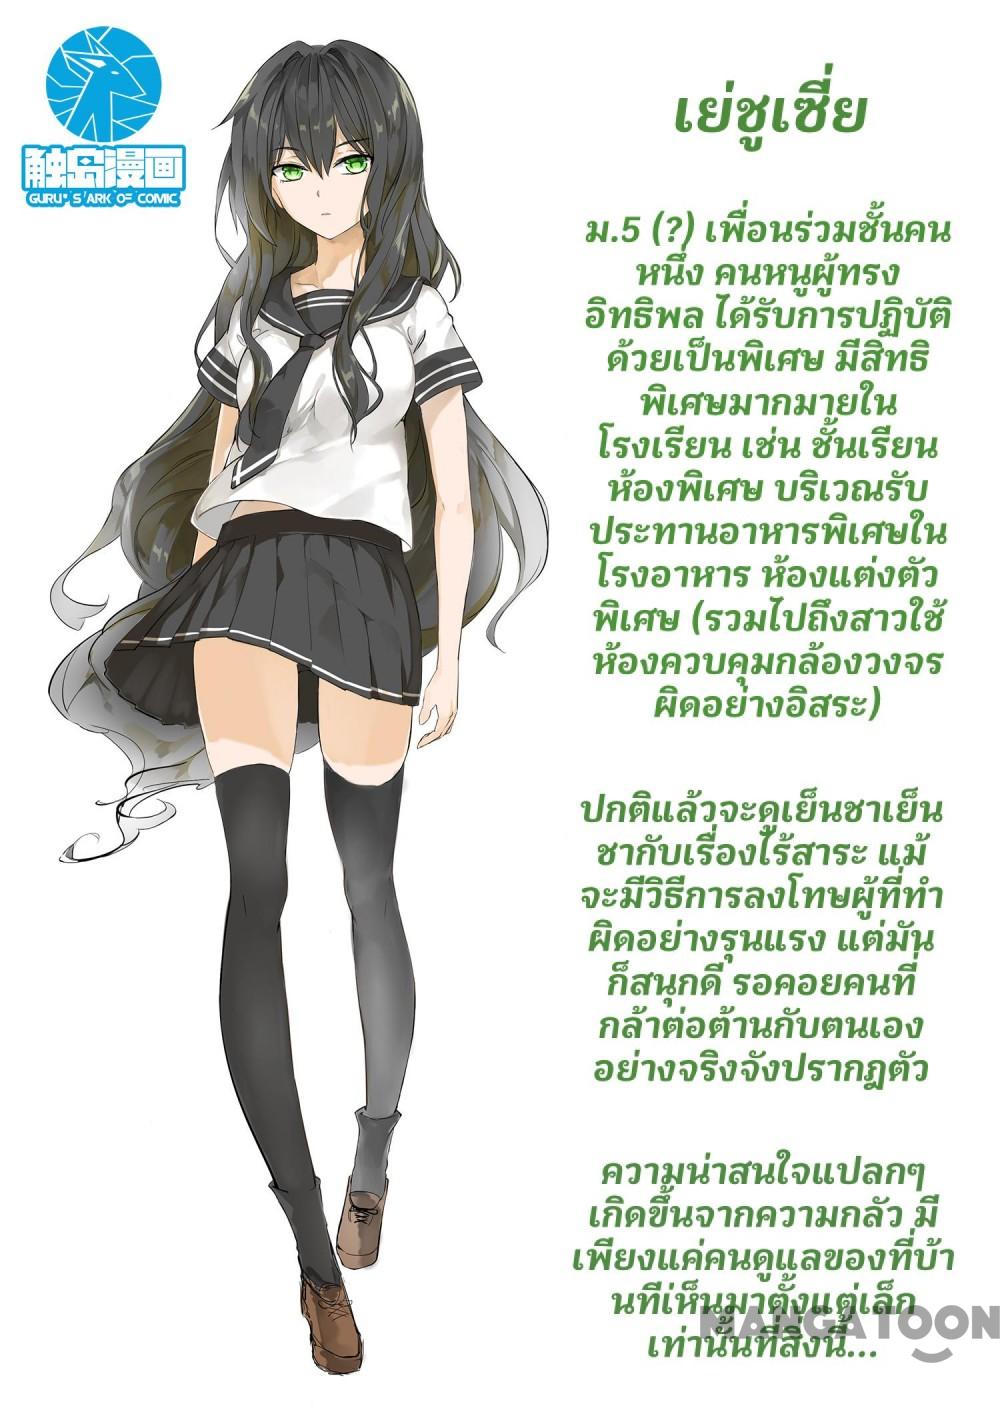 触岛漫画
GURU'S ARK OF COMIC
เย่ชูเซี่ย
ม.5 (?) เพื่อนร่วมชั้นคน
หนึ่ง คนหนูผู้ทรง
อิทธิพล ได้รับการปฏิบัติ
ด้วยเป็นพิเศษ มีสิทธิ
พิเศษมากมายใน
โรงเรียน เช่น ชั้นเรียน
ห้องพิเศษ บริเวณรับ
ประทานอาหารพิเศษใน
โรงอาหาร ห้องแต่งตัว
พิเศษ (รวมไปถึงสาวใช้
ห้องควบคุมกล้องวงจร
ผิดอย่างอิสระ)
ปกติแล้วจะดูเย็นชาเย็น
ชากับเรื่องไร้สาระ แม้
จะมีวิธีการลงโทษผู้ที่ทำ
ผิดอย่างรุนแรง แต่มัน
ก็สนุกดี รอคอยคนที่
กล้าต่อต้านกับตนเอง
อย่างจริงจังปรากฏตัว
ความน่าสนใจแปลกๆ
เกิดขึ้นจากความกลัว มี
เพียงแค่คนดูแลของที่บ้า
นที่เห็นมาตั้งแต่เล็ก
เท่านั้นที่สิ่งนี้...
MANGATOON